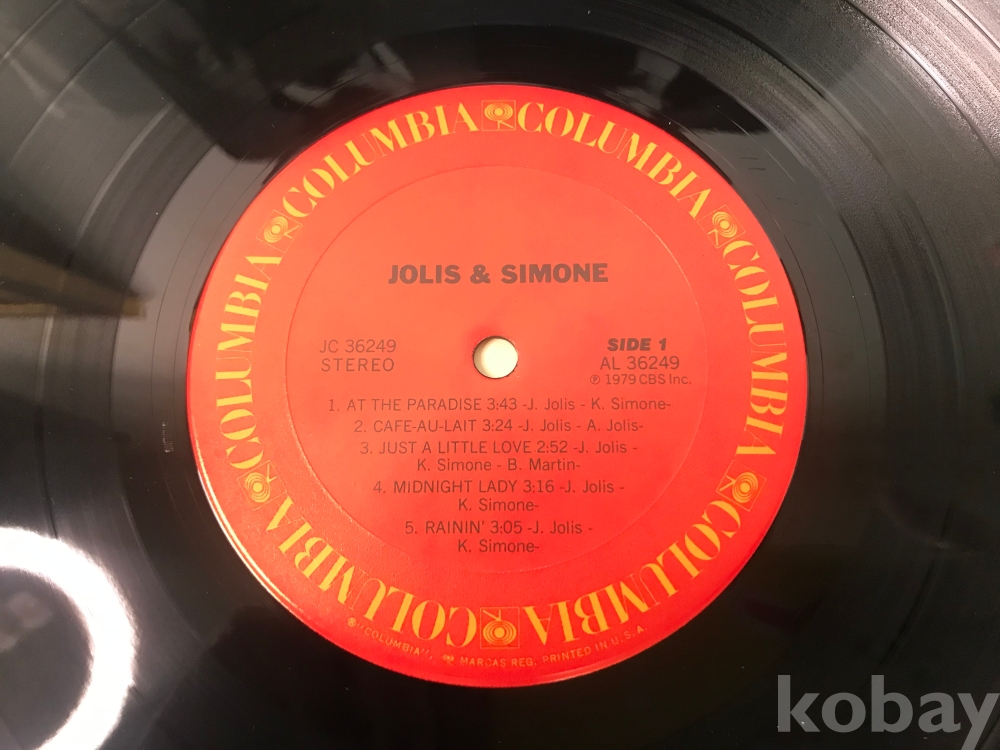 COLUMBIA COLUMBIA COLUMBIA COLUMBIA COLUMBIA COLUMBIA COLUMBIA COLUMBIA
JOLIS & SIMONE
JC 36249
STEREO
SIDE 1
AL 36249
℗ 1979 CBS Inc.
1. AT THE PARADISE 3:43 -J. Jolis - K. Simone-
2. CAFE-AU-LAIT 3:24 -J. Jolis - A. Jolis-
3. JUST A LITTLE LOVE 2:52 -J. Jolis -
K. Simone - B. Martin-
4. MIDNIGHT LADY 3:16 -J. Jolis -
K. Simone-
5. RAININ' 3:05 -J. Jolis -
K. Simone-
® "COLUMBIA", MARCAS REG. PRINTED IN U.S.A.
kobay